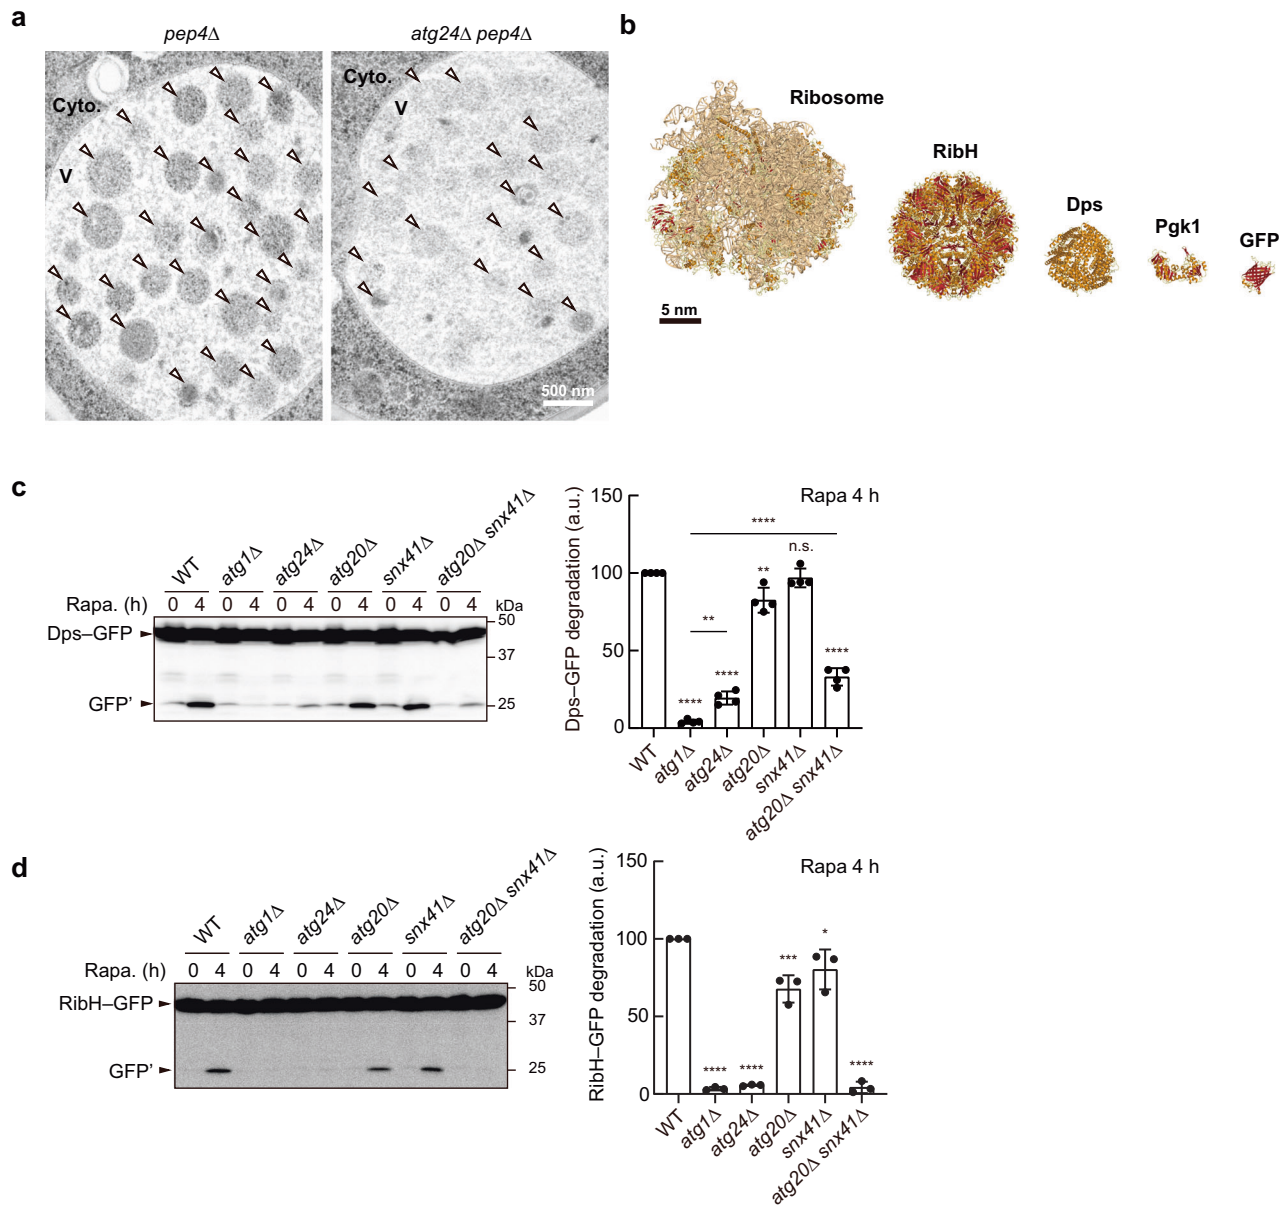 a
pep4Δ
atg24Δ pep4Δ
Cyto.
V
Cyto.
V
500 nm
b
Ribosome
RibH
Dps
Pgk1
GFP
5 nm
c
WT
atg1Δ
atg24Δ
atg20Δ
snx41Δ
atg20Δ snx41Δ
Rapa. (h) 0 4 0 4 0 4 0 4 0 4 0 4 kDa
Dps–GFP
GFP'
50
37
25
Dps–GFP degradation (a.u.)
Rapa 4 h
150
100
50
0
****
**
****
**
n.s.
****
****
WT
atg1Δ
atg24Δ
atg20Δ
snx41Δ
atg20Δ snx41Δ
d
WT
atg1Δ
atg24Δ
atg20Δ
snx41Δ
atg20Δ snx41Δ
Rapa. (h) 0 4 0 4 0 4 0 4 0 4 0 4 kDa
RibH–GFP
GFP'
50
37
25
RibH–GFP degradation (a.u.)
Rapa 4 h
150
100
50
0
****
****
***
*
****
WT
atg1Δ
atg24Δ
atg20Δ
snx41Δ
atg20Δ snx41Δ